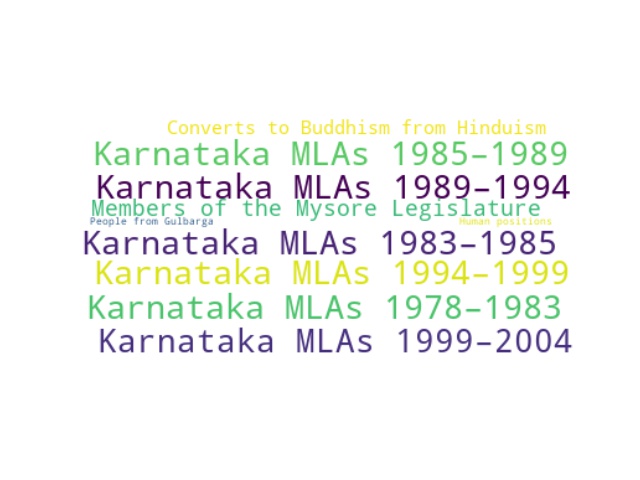 Converts to Buddhism from Hinduism
Karnataka MLAs 1985–1989
Karnataka MLAs 1989–1994
Members of the Mysore Legislature
People from Gulbarga
Human positions
Karnataka MLAs 1983–1985
Karnataka MLAs 1994–1999
Karnataka MLAs 1978–1983
Karnataka MLAs 1999–2004